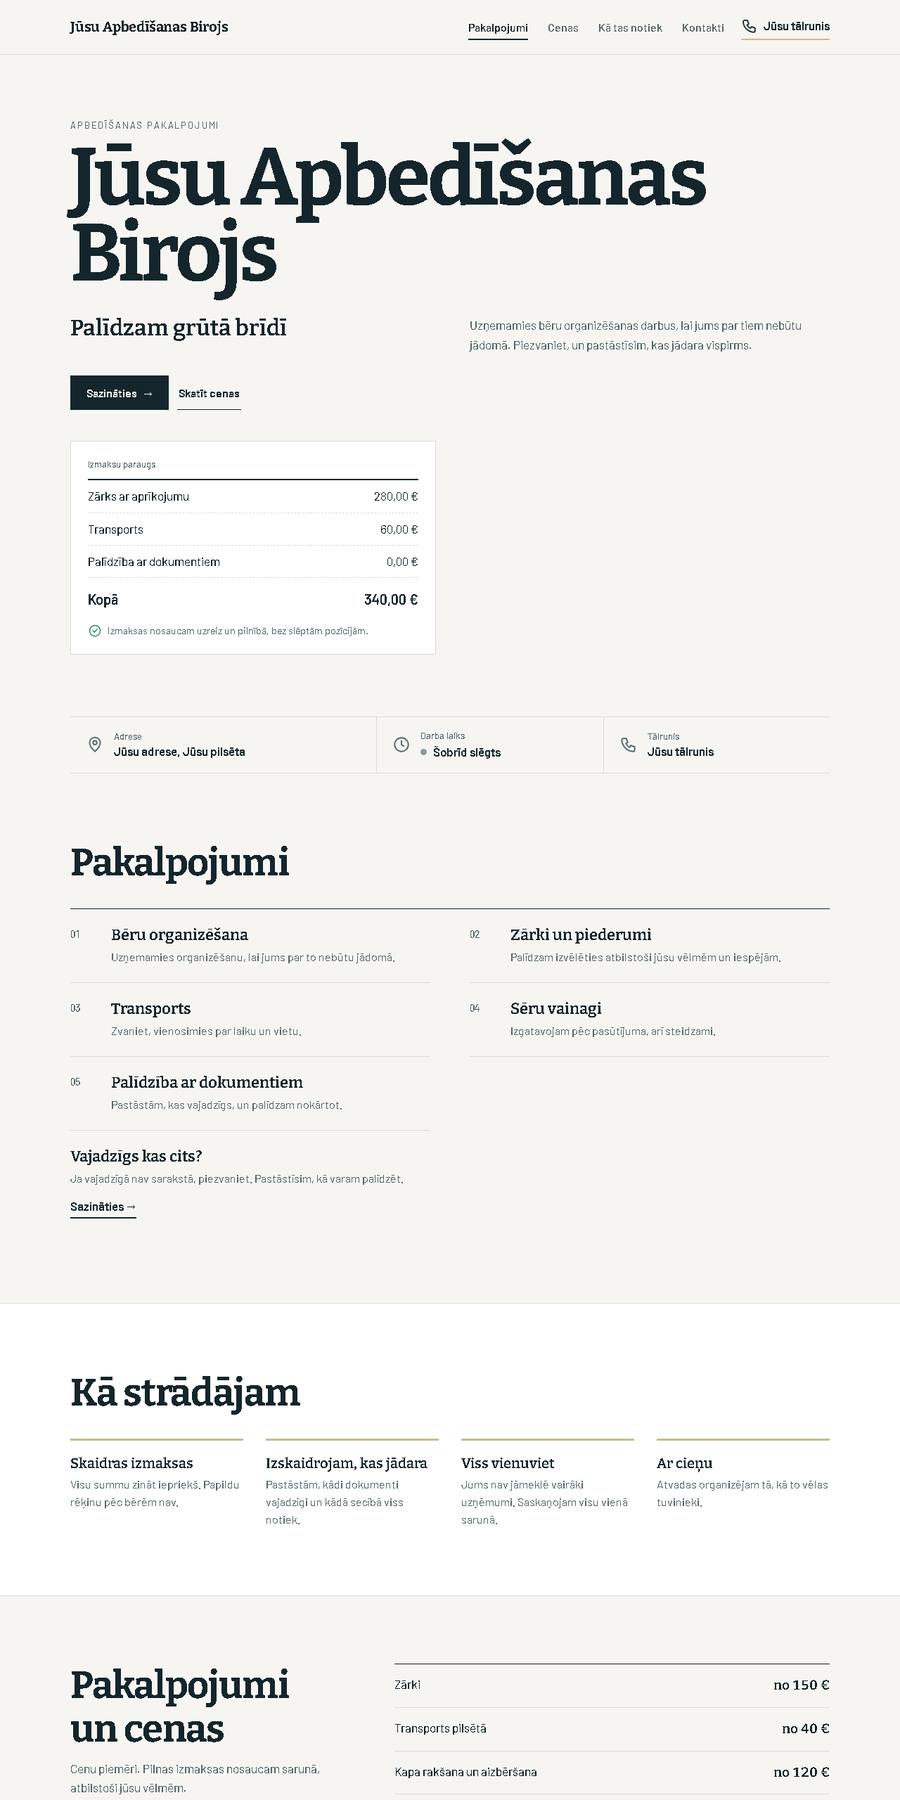 Jūsu Apbedīšanas Birojs
Pakalpojumi
Cenas
Kā tas notiek
Kontakti
Jūsu tālrunis
APBEDĪŠANAS PAKALPOJUMI
Jūsu Apbedīšanas
Birojs
Palīdzam grūtā brīdī
Uzņemamies bēru organizēšanas darbus, lai jums par tiem nebūtu
jādomā. Piezvaniet, un pastāstīsim, kas jādara vispirms.
Sazināties →
Skatīt cenas
Izmaksu paraugs
Zārks ar aprīkojumu 280,00 €
Transports 60,00 €
Palīdzība ar dokumentiem 0,00 €
Kopā 340,00 €
Izmaksas nosaucam uzreiz un pilnībā, bez slēptām pozīcijām.
Adrese
Jūsu adrese, Jūsu pilsēta
Darba laiks
Šobrīd slēgts
Tālrunis
Jūsu tālrunis
Pakalpojumi
01 Bēru organizēšana
Uzņemamies organizēšanu, lai jums par to nebūtu jādomā.
02 Zārki un piederumi
Palīdzam izvēlēties atbilstoši jūsu vēlmēm un iespējām.
03 Transports
Zvaniet, vienosimies par laiku un vietu.
04 Sēru vainagi
Izgatavojam pēc pasūtījuma, arī steidzami.
05 Palīdzība ar dokumentiem
Pastāstām, kas vajadzīgs, un palīdzam nokārtot.
Vajadzīgs kas cits?
Ja vajadzīgā nav sarakstā, piezvaniet. Pastāstīsim, kā varam palīdzēt.
Sazināties →
Kā strādājam
Skaidras izmaksas
Visu summu zināt iepriekš. Papildu
rēķinu pēc bērēm nav.
Izskaidrojam, kas jādara
Pastāstām, kādi dokumenti
vajadzīgi un kādā secībā viss
notiek.
Viss vienuviet
Jums nav jāmeklē vairāki
uzņēmumi. Saskaņojam visu vienā
sarunā.
Ar cieņu
Atvadas organizējam tā, kā to vēlas
tuvinieki.
Pakalpojumi
un cenas
Cenu piemēri. Pilnas izmaksas nosaucam sarunā,
atbilstoši jūsu vēlmēm.
Zārki no 150 €
Transports pilsētā no 40 €
Kapa rakšana un aizbēršana no 120 €